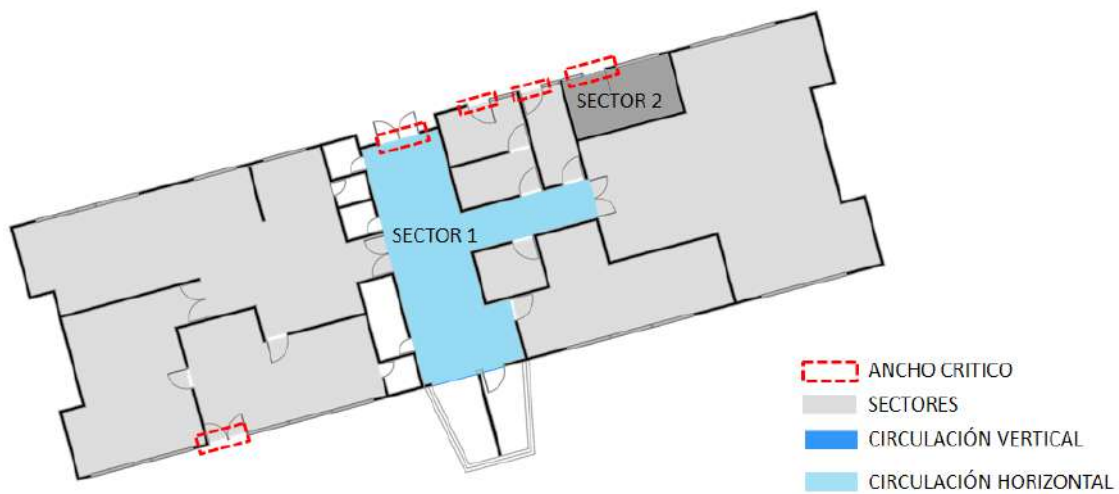 SECTOR 2
SECTOR 1
ANCHO CRITICO
SECTORES
CIRCULACIÓN VERTICAL
CIRCULACIÓN HORIZONTAL